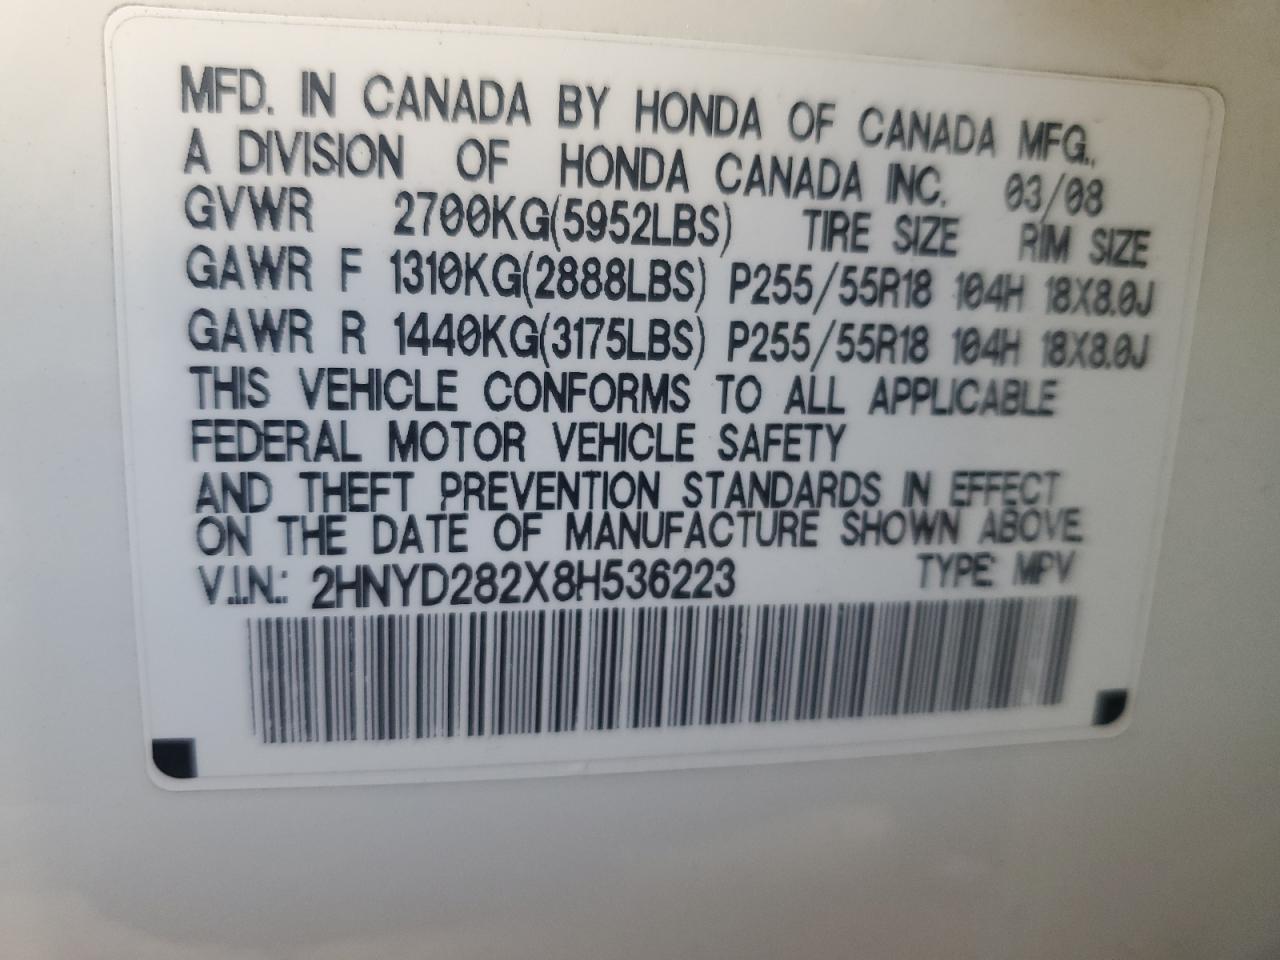 MFD. IN CANADA BY HONDA OF CANADA MFG.,
A DIVISION OF HONDA CANADA INC. 03/08
GVWR 2700KG(5952LBS) TIRE SIZE RIM SIZE
GAWR F 1310KG(2888LBS) P255/55R18 104H 18X8.0J
GAWR R 1440KG(3175LBS) P255/55R18 104H 18X8.0J
THIS VEHICLE CONFORMS TO ALL APPLICABLE
FEDERAL MOTOR VEHICLE SAFETY
AND THEFT PREVENTION STANDARDS IN EFFECT
ON THE DATE OF MANUFACTURE SHOWN ABOVE
V.I.N.: 2HNYD282X8H536223 TYPE: MPV